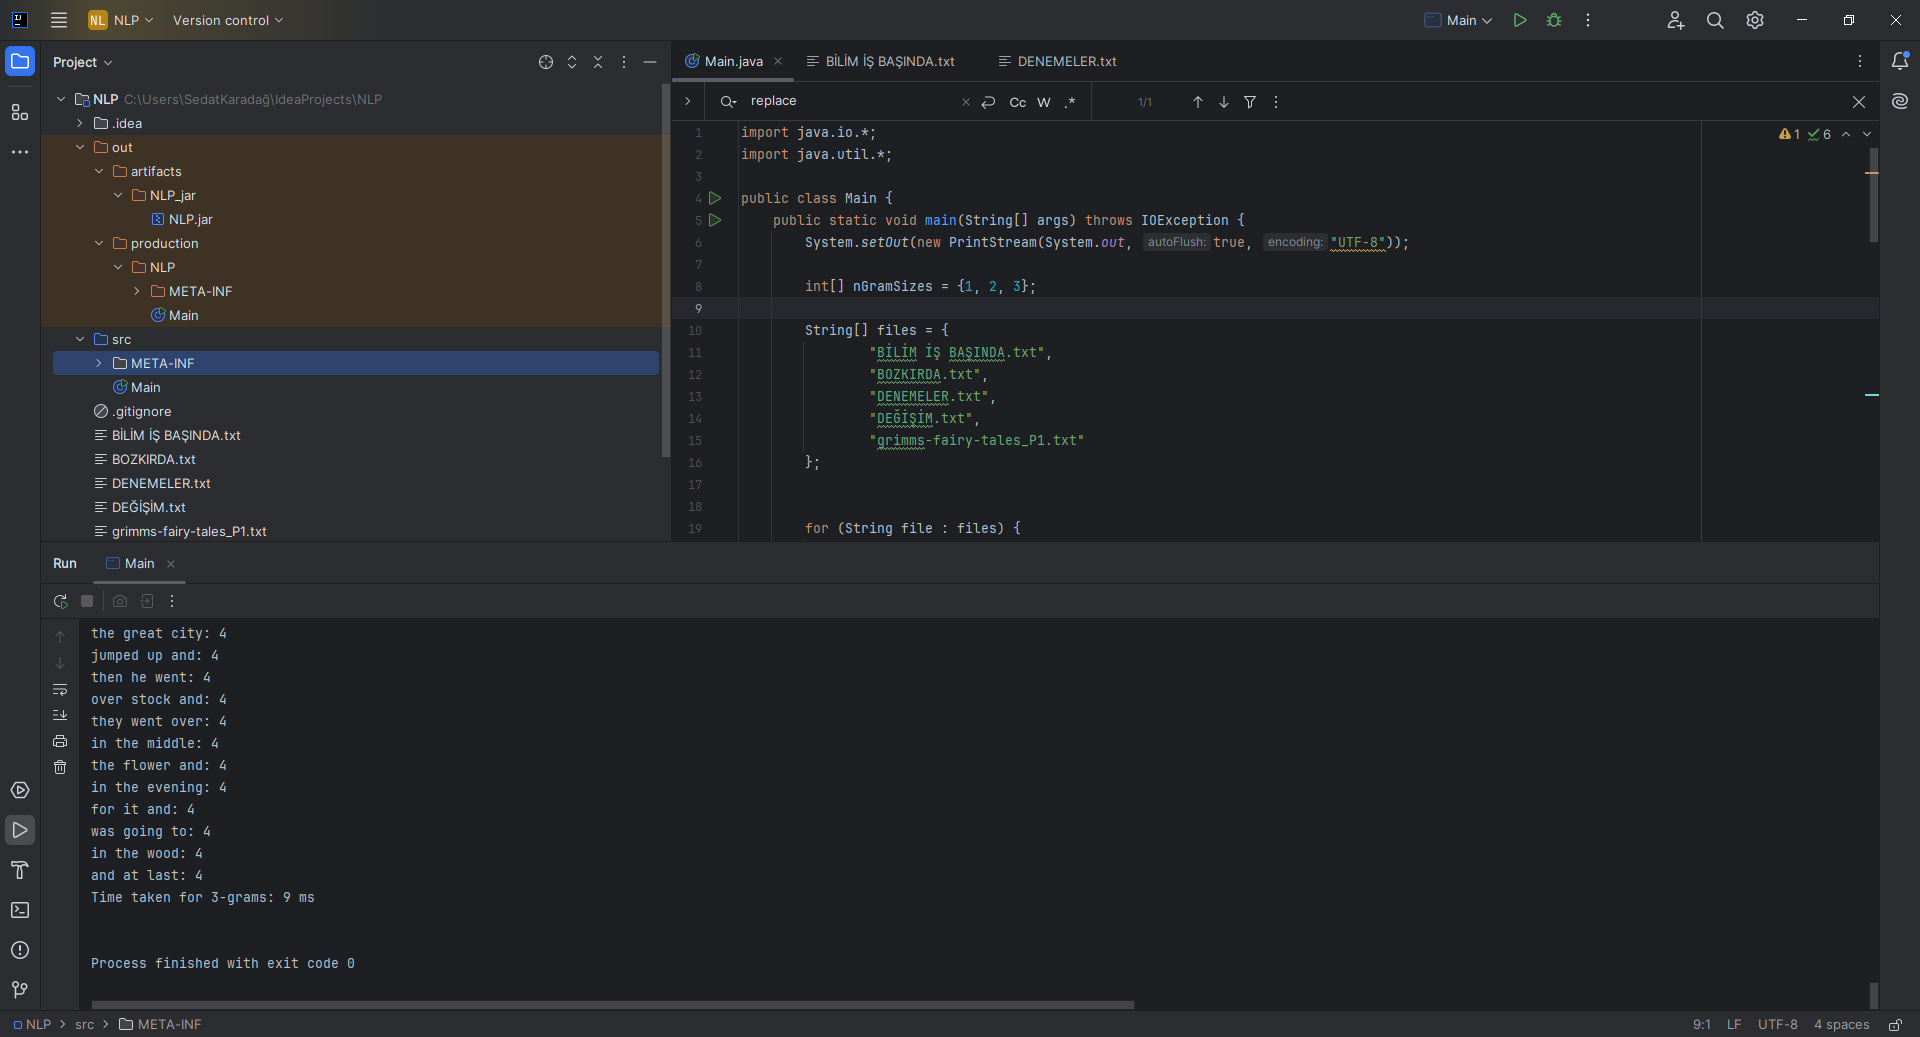 NL NLP Version control Main
Project
NLP C:\Users\SedatKaradağ\IdeaProjects\NLP
.idea
out
artifacts
NLP_jar
NLP.jar
production
NLP
META-INF
Main
src
META-INF
Main
.gitignore
BİLİM İŞ BAŞINDA.txt
BOZKIRDA.txt
DENEMELER.txt
DEĞİŞİM.txt
grimms-fairy-tales_P1.txt
Main.java BİLİM İŞ BAŞINDA.txt DENEMELER.txt
replace Cc W .* 1/1
1 6
1 import java.io.*;
2 import java.util.*;
3
4 public class Main {
5 public static void main(String[] args) throws IOException {
6 System.setOut(new PrintStream(System.out, autoFlush: true, encoding: "UTF-8"));
7
8 int[] nGramSizes = {1, 2, 3};
9
10 String[] files = {
11 "BİLİM İŞ BAŞINDA.txt",
12 "BOZKIRDA.txt",
13 "DENEMELER.txt",
14 "DEĞİŞİM.txt",
15 "grimms-fairy-tales_P1.txt"
16 };
17
18
19 for (String file : files) {
Run Main
the great city: 4
jumped up and: 4
then he went: 4
over stock and: 4
they went over: 4
in the middle: 4
the flower and: 4
in the evening: 4
for it and: 4
was going to: 4
in the wood: 4
and at last: 4
Time taken for 3-grams: 9 ms
Process finished with exit code 0
NLP > src > META-INF 9:1 LF UTF-8 4 spaces